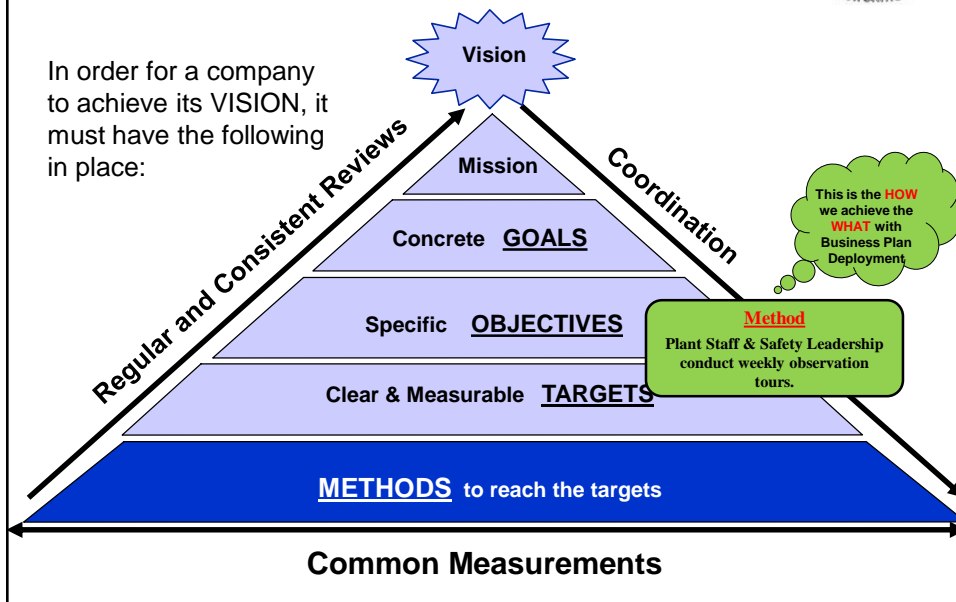 In order for a company
to achieve its VISION, it
must have the following
in place:
Vision
Mission
Concrete GOALS
Specific OBJECTIVES
Clear & Measurable TARGETS
METHODS to reach the targets
Regular and Consistent Reviews
Coordination
This is the HOW
we achieve the
WHAT with
Business Plan
Deployment
Method
Plant Staff & Safety Leadership
conduct weekly observation
tours.
Common Measurements